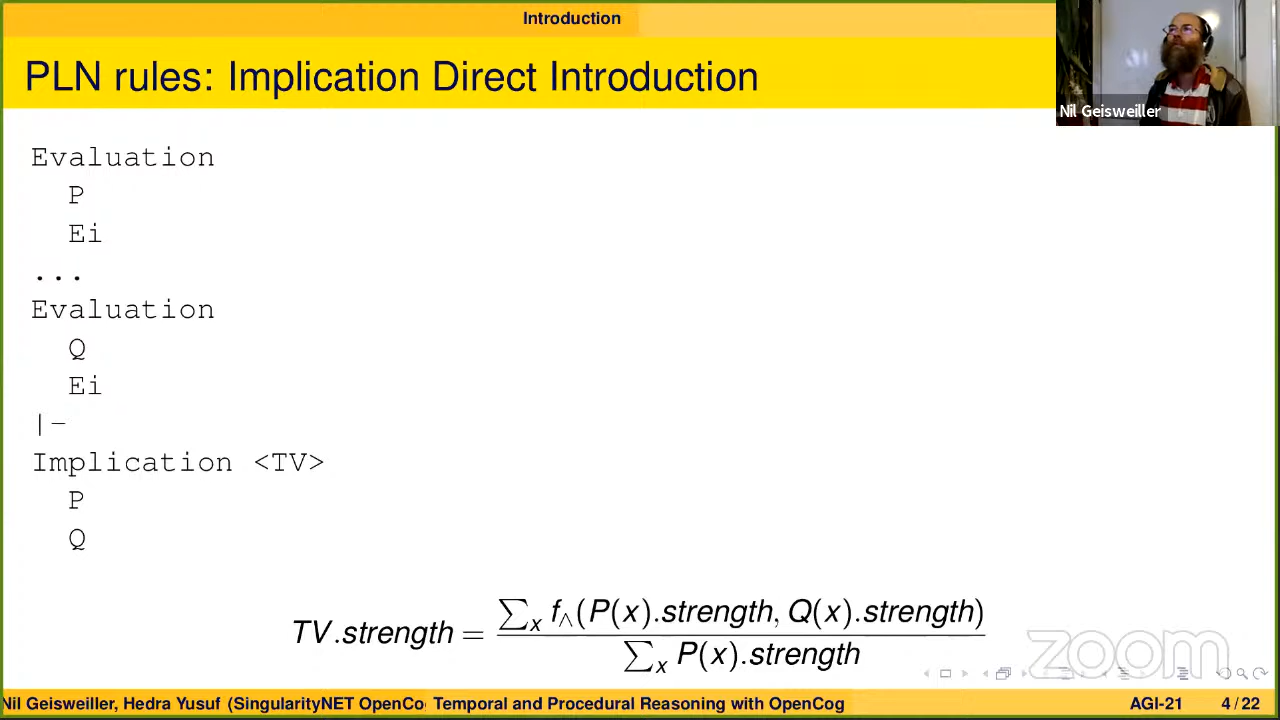 Introduction
PLN rules: Implication Direct Introduction
Nil Geisweiller
Evaluation
P
Ei
...
Evaluation
Q
Ei
|-
Implication <TV>
P
Q
TV.strength = ∑x f∧(P(x).strength, Q(x).strength) / ∑x P(x).strength
zoom
Nil Geisweiller, Hedra Yusuf (SingularityNET OpenCo Temporal and Procedural Reasoning with OpenCog AGI-21 4 / 22